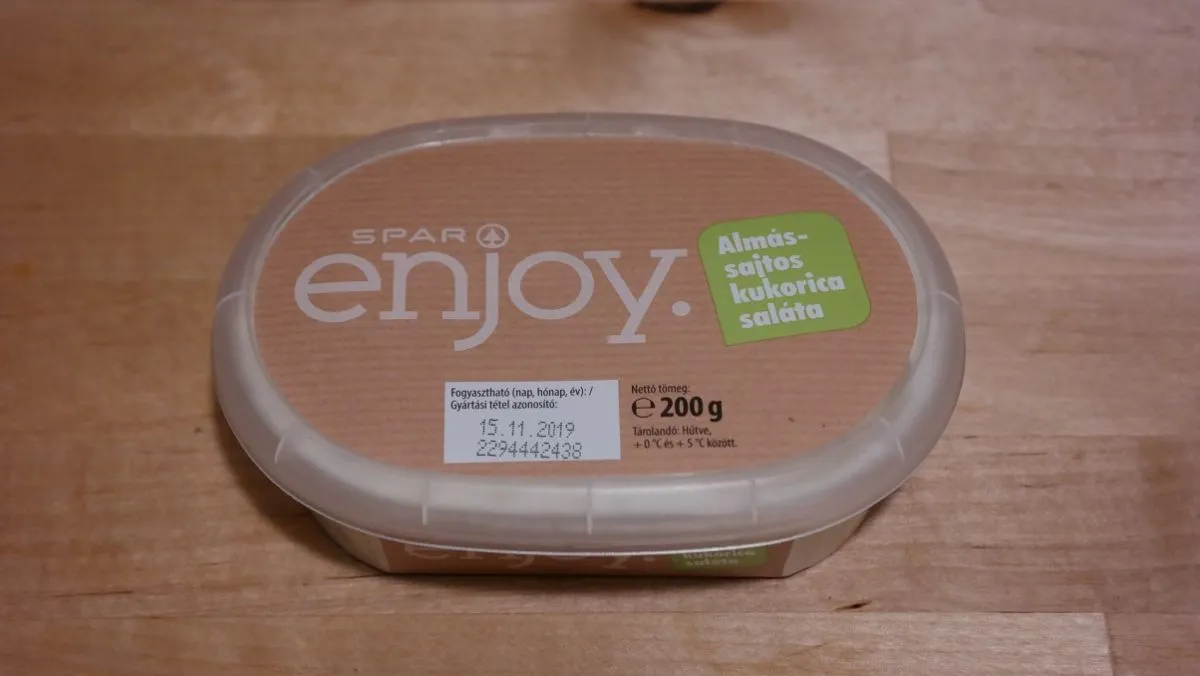 SPAR
enjoy.
Almás-
sajtos
kukorica
saláta
Fogyasztható (nap, hónap, év): /
Gyártási tétel azonosító:
15.11.2019
2294442438
Nettó tömeg:
℮ 200 g
Tárolandó: Hűtve,
+ 0 °C és + 5 °C között.
enjoy.
kukorica
saláta